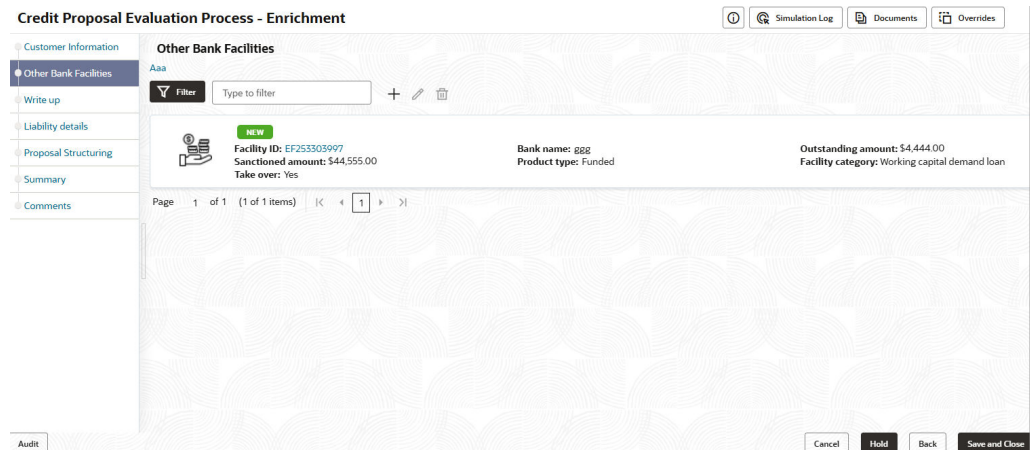 Credit Proposal Evaluation Process - Enrichment
Simulation Log
Documents
Overrides
Customer Information
Other Bank Facilities
Write up
Liability details
Proposal Structuring
Summary
Comments
Other Bank Facilities
Aaa
Filter
Type to filter
NEW
Facility ID: EF253303997
Sanctioned amount: $44,555.00
Take over: Yes
Bank name: ggg
Product type: Funded
Outstanding amount: $4,444.00
Facility category: Working capital demand loan
Page 1 of 1 (1 of 1 items) 1
Audit
Cancel
Hold
Back
Save and Close